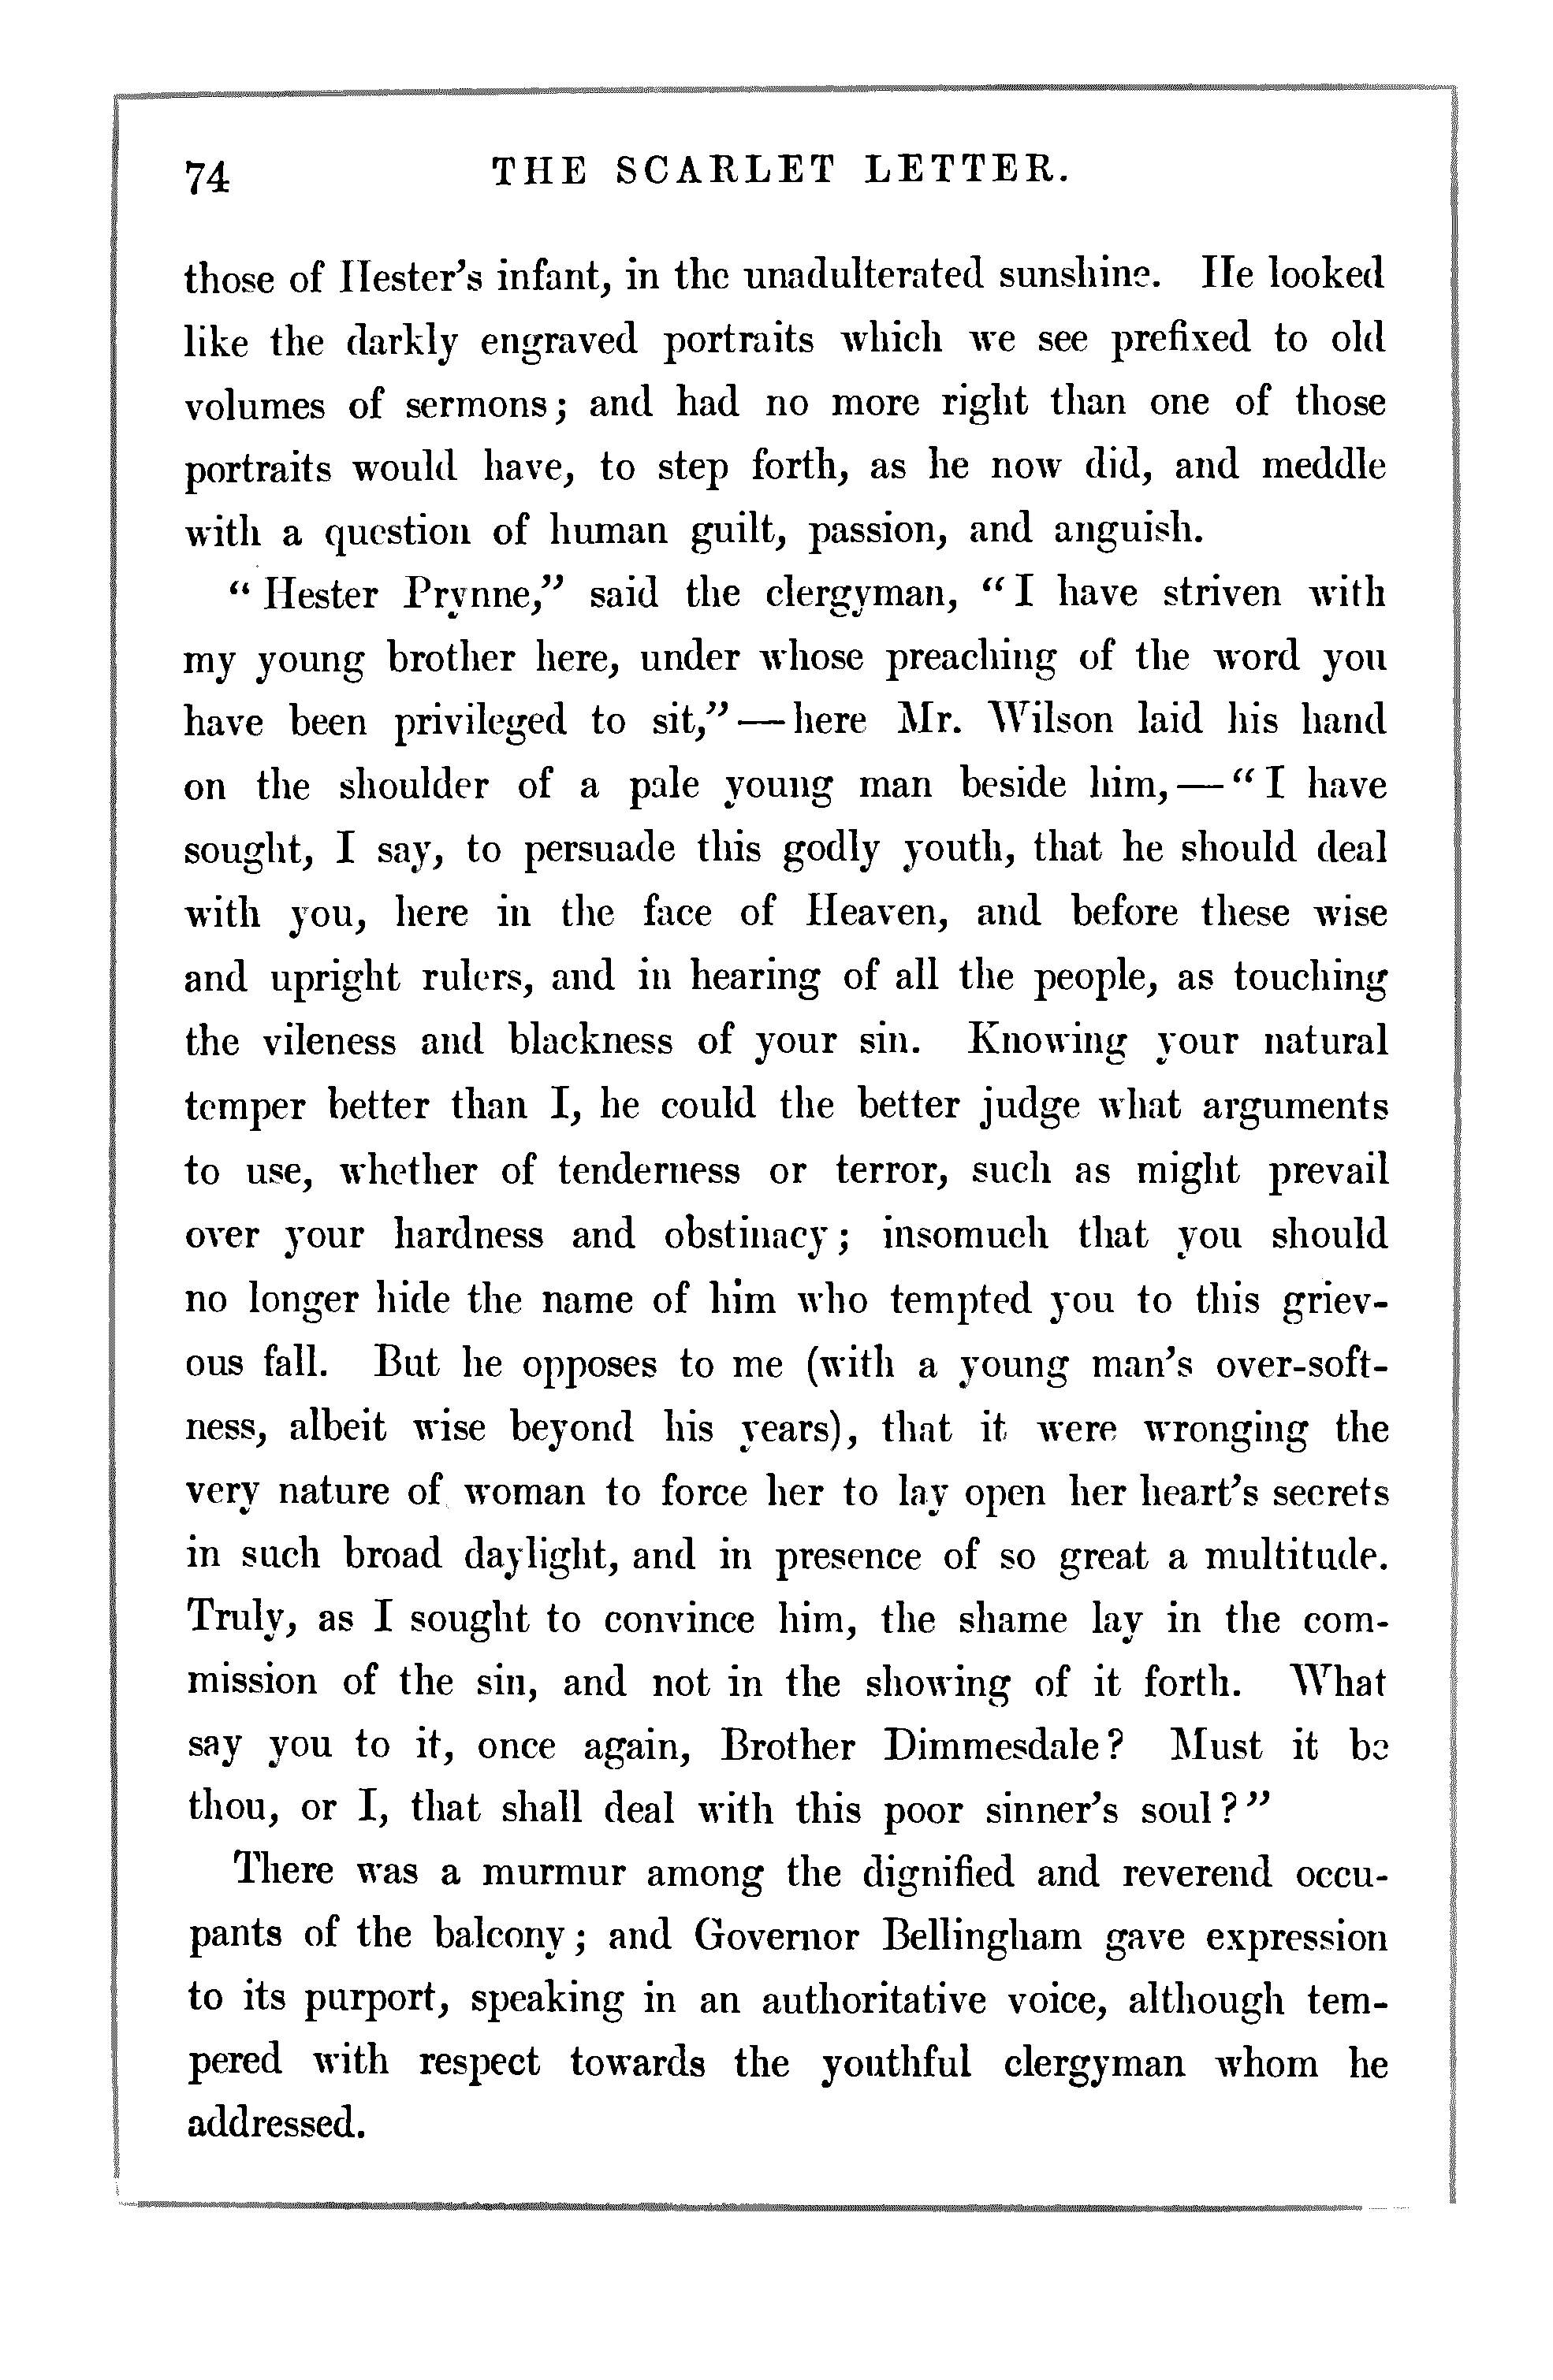 74 THE SCARLET LETTER.
those of Hester's infant, in the unadulterated sunshine. He looked
like the darkly engraved portraits which we see prefixed to old
volumes of sermons; and had no more right than one of those
portraits would have, to step forth, as he now did, and meddle
with a question of human guilt, passion, and anguish.
"Hester Prynne," said the clergyman, "I have striven with
my young brother here, under whose preaching of the word you
have been privileged to sit,"—here Mr. Wilson laid his hand
on the shoulder of a pale young man beside him,—"I have
sought, I say, to persuade this godly youth, that he should deal
with you, here in the face of Heaven, and before these wise
and upright rulers, and in hearing of all the people, as touching
the vileness and blackness of your sin. Knowing your natural
temper better than I, he could the better judge what arguments
to use, whether of tenderness or terror, such as might prevail
over your hardness and obstinacy; insomuch that you should
no longer hide the name of him who tempted you to this griev-
ous fall. But he opposes to me (with a young man's over-soft-
ness, albeit wise beyond his years), that it were wronging the
very nature of woman to force her to lay open her heart's secrets
in such broad daylight, and in presence of so great a multitude.
Truly, as I sought to convince him, the shame lay in the com-
mission of the sin, and not in the showing of it forth. What
say you to it, once again, Brother Dimmesdale? Must it be
thou, or I, that shall deal with this poor sinner's soul?"
There was a murmur among the dignified and reverend occu-
pants of the balcony; and Governor Bellingham gave expression
to its purport, speaking in an authoritative voice, although tem-
pered with respect towards the youthful clergyman whom he
addressed.